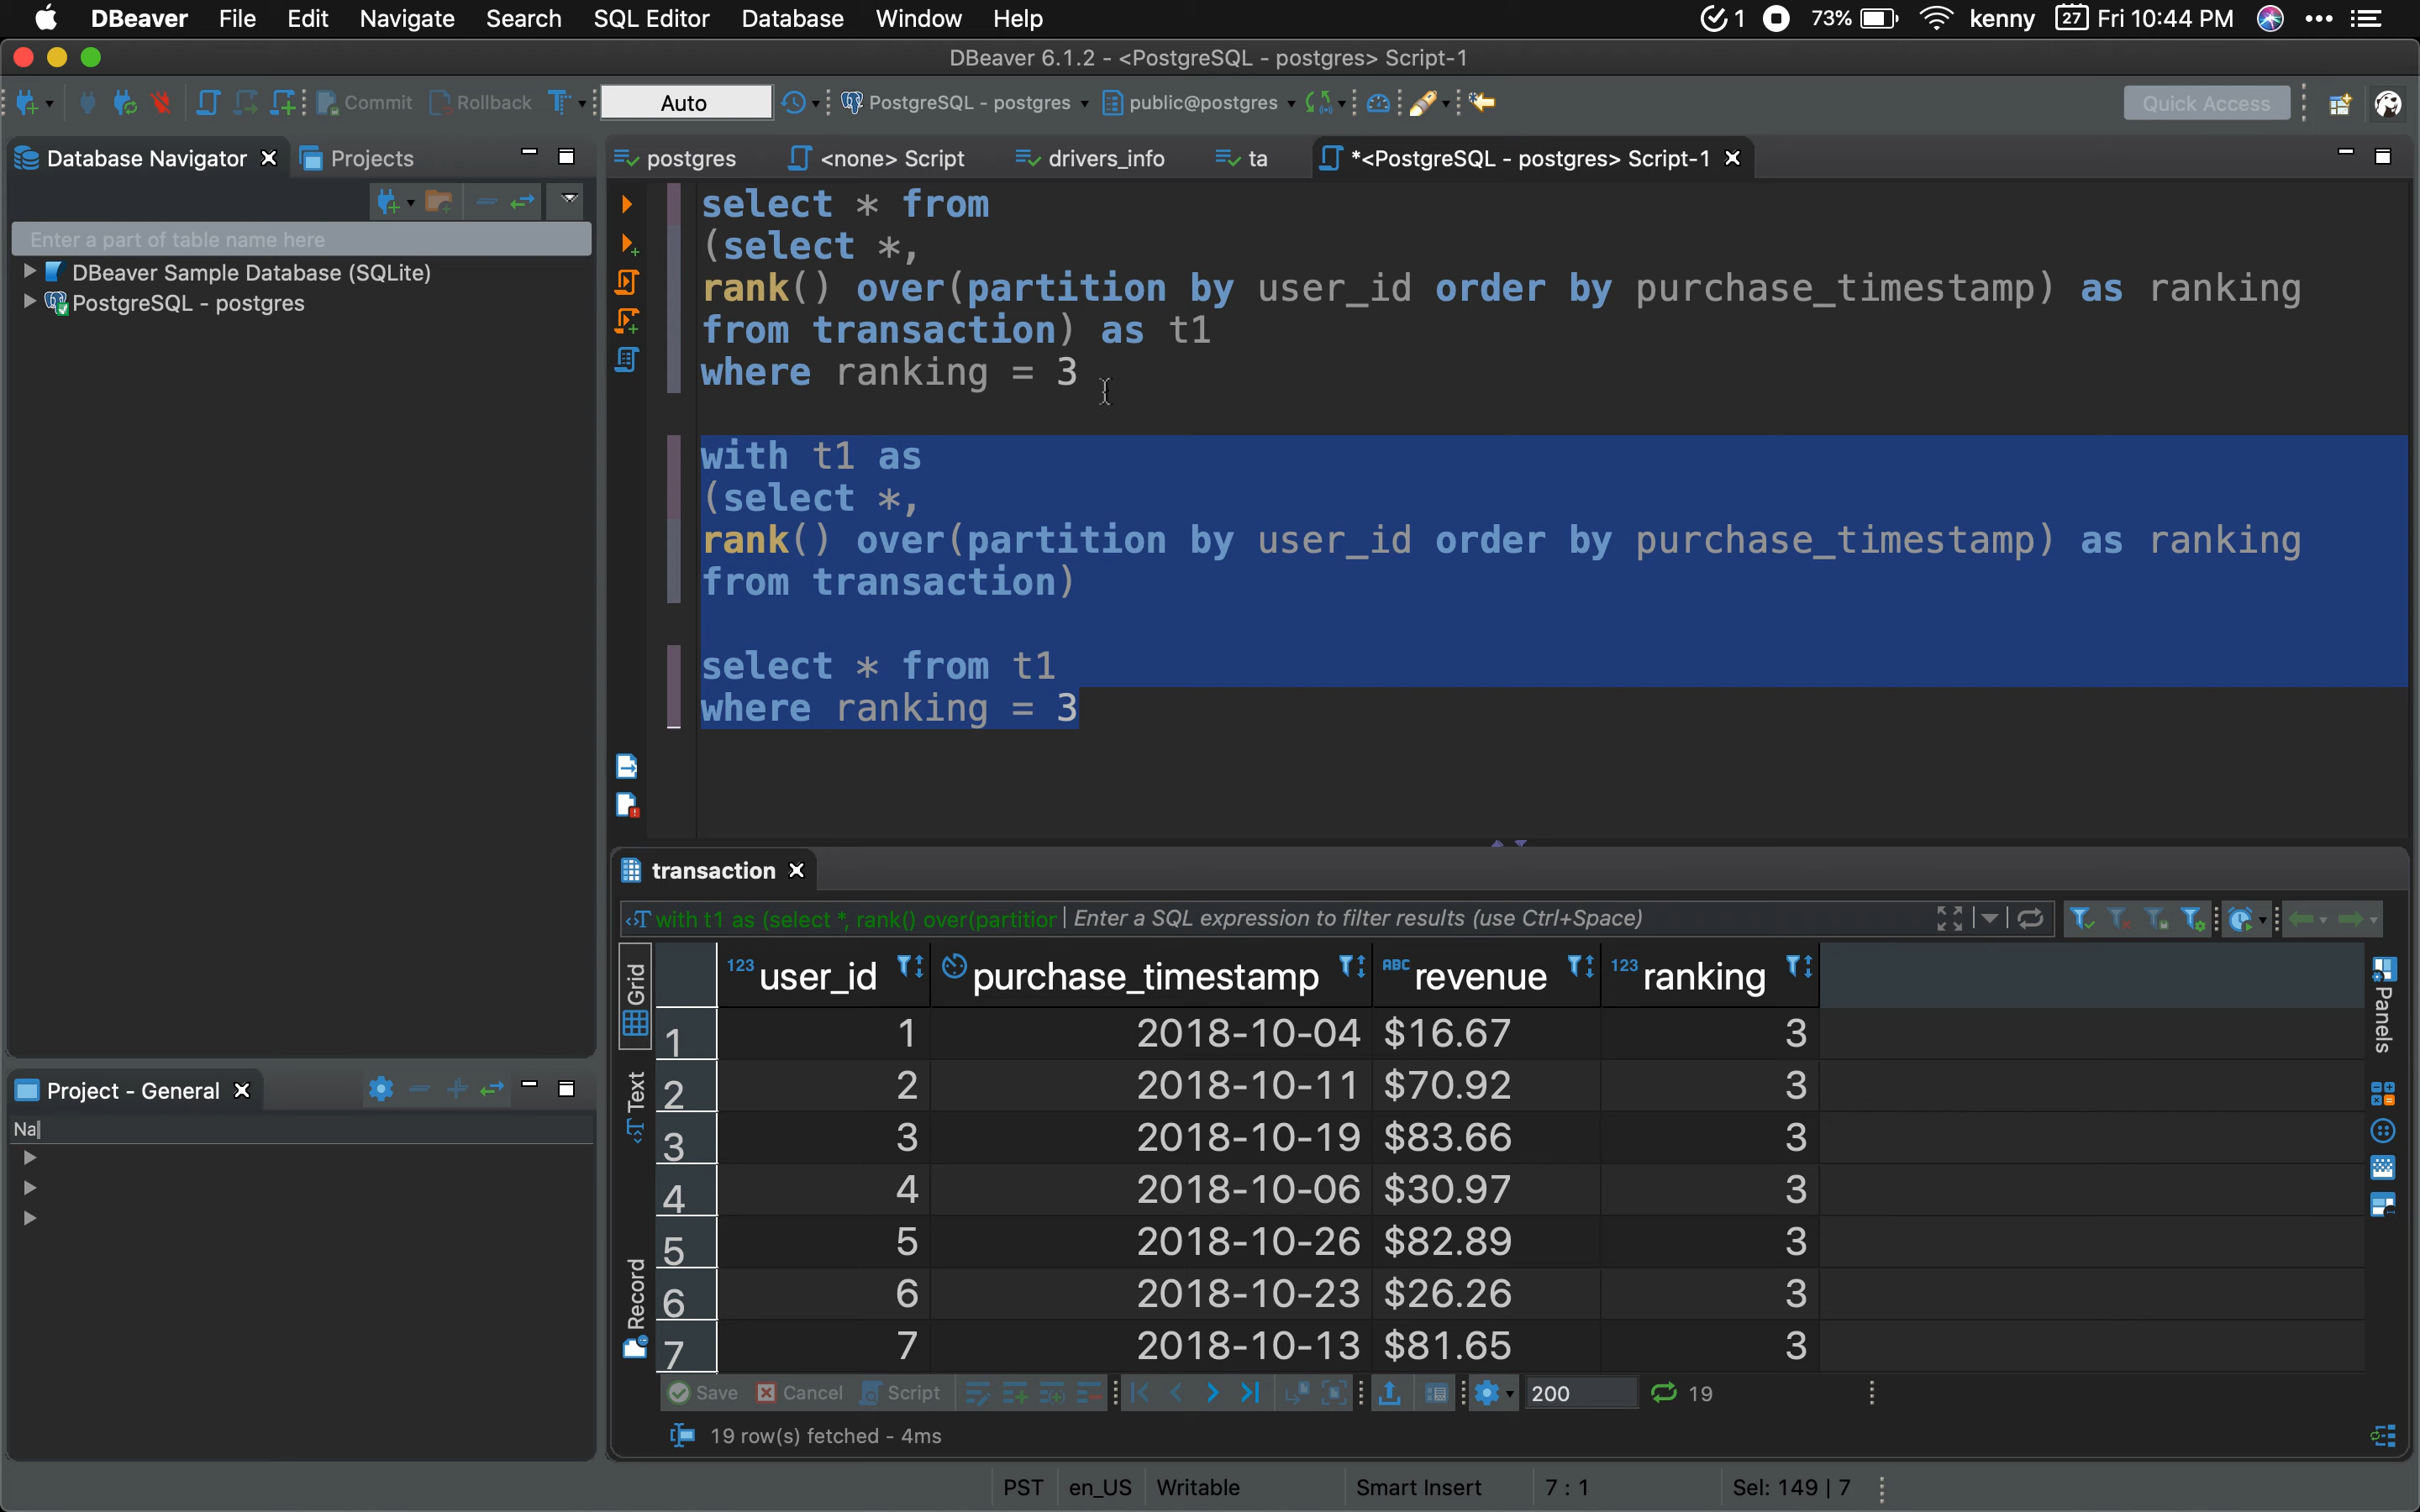 DBeaver File Edit Navigate Search SQL Editor Database Window Help 1 73% kenny 27 Fri 10:44 PM
DBeaver 6.1.2 - <PostgreSQL - postgres> Script-1
Commit Rollback Auto PostgreSQL - postgres public@postgres Quick Access
Database Navigator Projects
postgres <none> Script drivers_info ta *<PostgreSQL - postgres> Script-1
Enter a part of table name here
DBeaver Sample Database (SQLite)
PostgreSQL - postgres
select * from
(select *,
rank() over(partition by user_id order by purchase_timestamp) as ranking
from transaction) as t1
where ranking = 3
with t1 as
(select *,
rank() over(partition by user_id order by purchase_timestamp) as ranking
from transaction)
select * from t1
where ranking = 3
transaction
with t1 as (select *, rank() over(partition Enter a SQL expression to filter results (use Ctrl+Space)
Grid
Text
Record
123 user_id purchase_timestamp ABC revenue 123 ranking
1 1 2018-10-04 $16.67 3
2 2 2018-10-11 $70.92 3
3 3 2018-10-19 $83.66 3
4 4 2018-10-06 $30.97 3
5 5 2018-10-26 $82.89 3
6 6 2018-10-23 $26.26 3
7 7 2018-10-13 $81.65 3
Panels
Save Cancel Script 200 19
19 row(s) fetched - 4ms
Project - General
Na
PST en_US Writable Smart Insert 7 : 1 Sel: 149 | 7